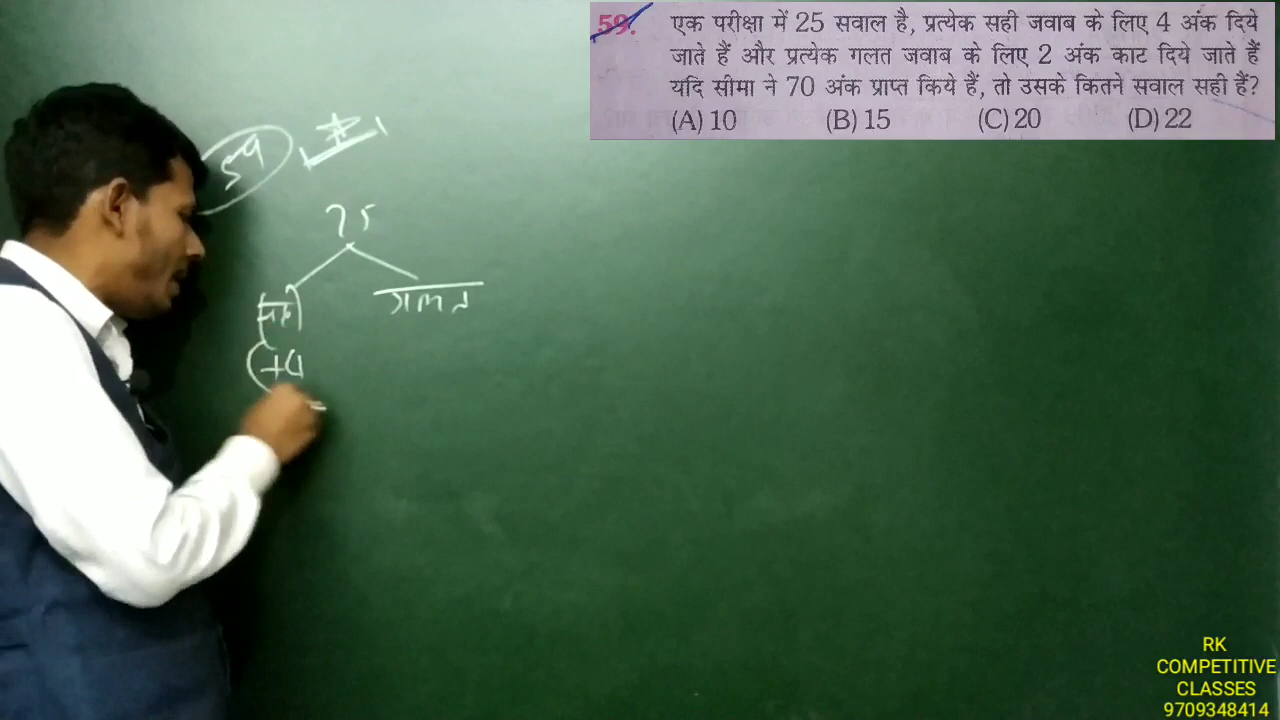 59. एक परीक्षा में 25 सवाल है, प्रत्येक सही जवाब के लिए 4 अंक दिये
जाते हैं और प्रत्येक गलत जवाब के लिए 2 अंक काट दिये जाते हैं
यदि सीमा ने 70 अंक प्राप्त किये हैं, तो उसके कितने सवाल सही हैं?
(A) 10 (B) 15 (C) 20 (D) 22
59
25
सही गलत
+4
RK
COMPETITIVE
CLASSES
9709348414